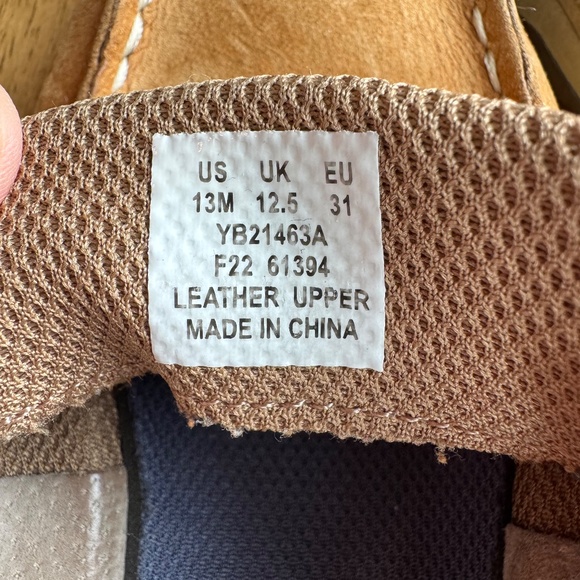 US UK EU
13M 12.5 31
YB21463A
F22 61394
LEATHER UPPER
MADE IN CHINA